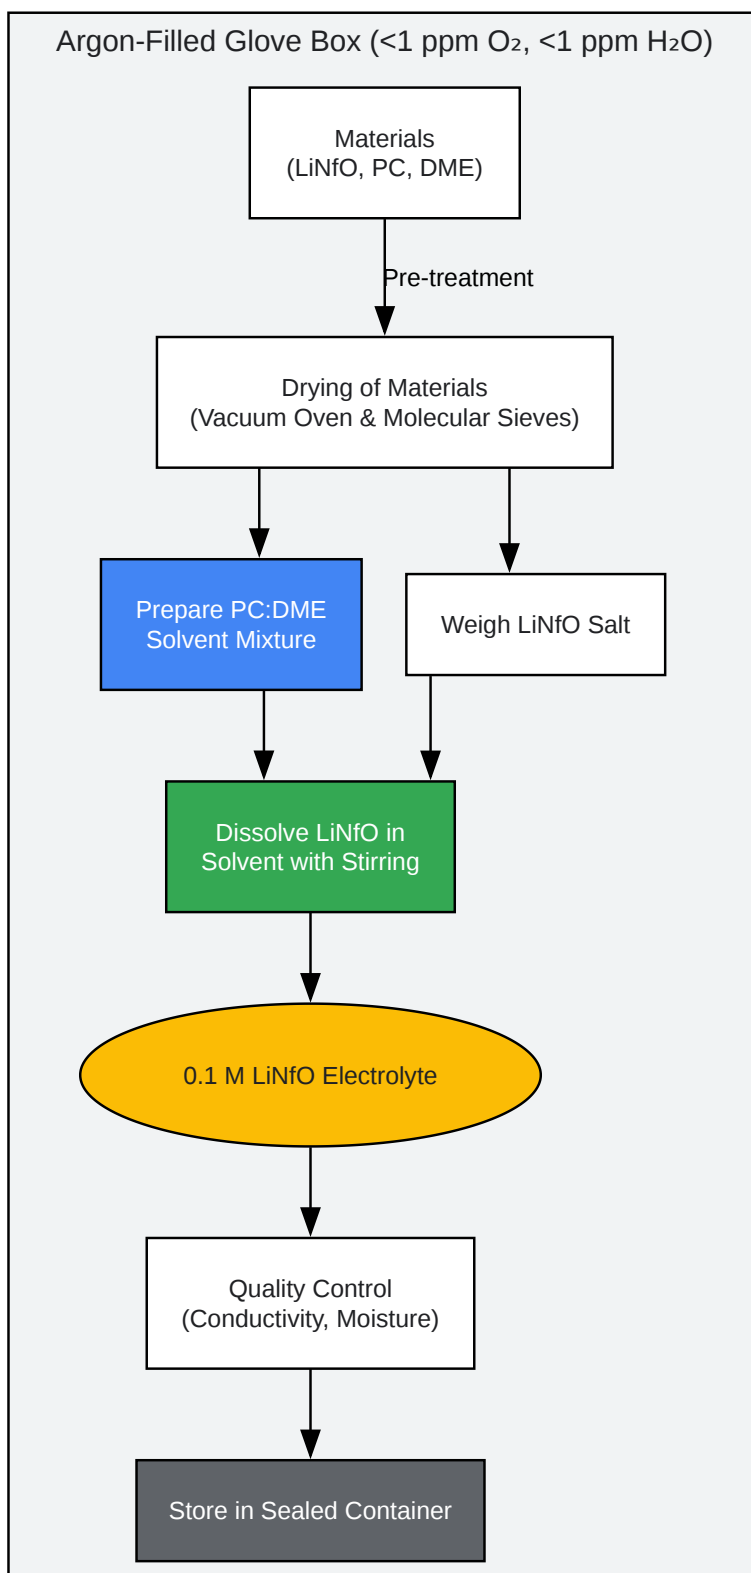 Argon-Filled Glove Box (<1 ppm O₂, <1 ppm H₂O)
Materials
(LiNfO, PC, DME)
Pre-treatment
Drying of Materials
(Vacuum Oven & Molecular Sieves)
Prepare PC:DME
Solvent Mixture
Weigh LiNfO Salt
Dissolve LiNfO in
Solvent with Stirring
0.1 M LiNfO Electrolyte
Quality Control
(Conductivity, Moisture)
Store in Sealed Container